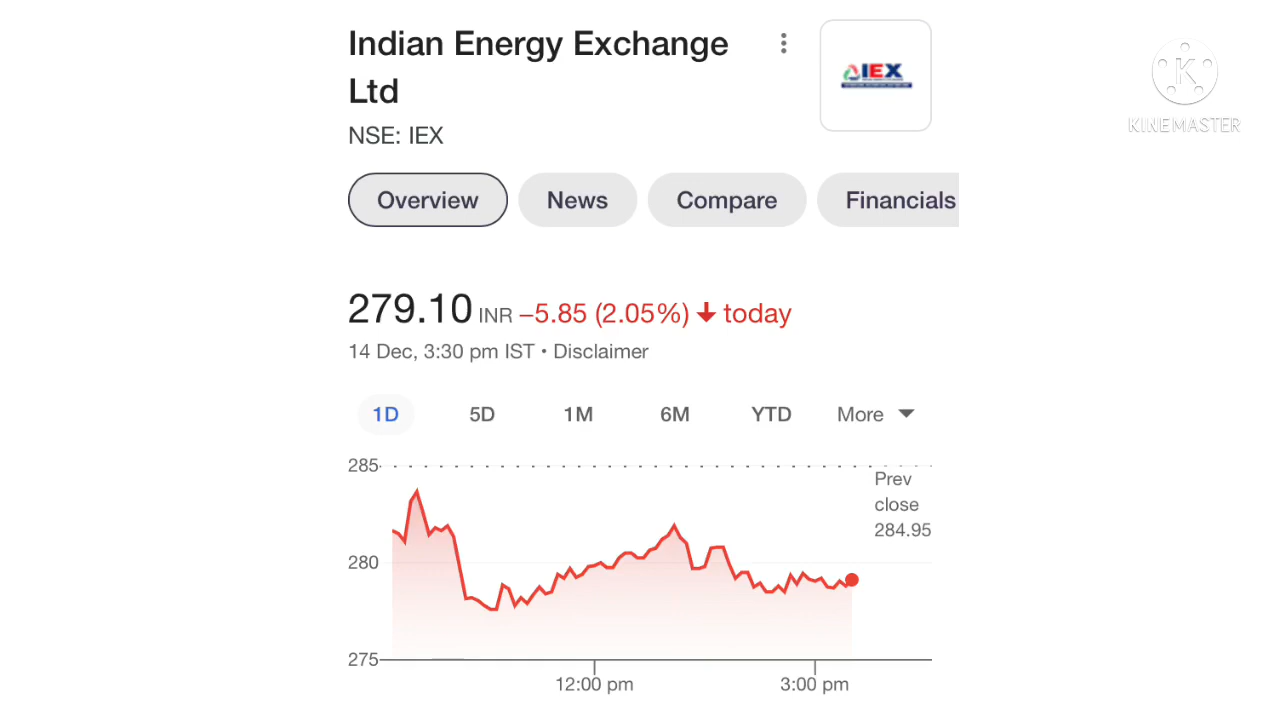 Indian Energy Exchange
Ltd
NSE: IEX
IEX
KINEMASTER
Overview
News
Compare
Financials
279.10 INR −5.85 (2.05%) ↓ today
14 Dec, 3:30 pm IST • Disclaimer
1D
5D
1M
6M
YTD
More
285
Prev
close
284.95
280
275
12:00 pm
3:00 pm